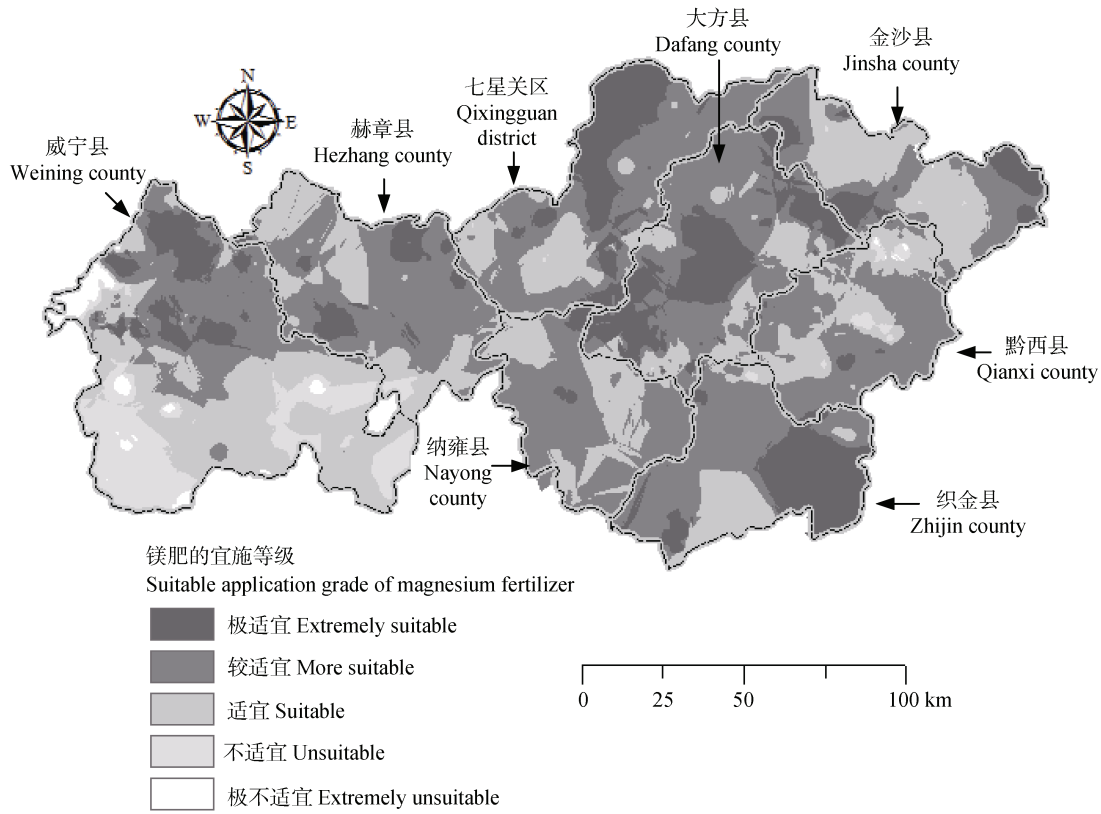 大方县
Dafang county
金沙县
Jinsha county
七星关区
Qixingguan
district
赫章县
Hezhang county
威宁县
Weining county
N
W
E
S
黔西县
Qianxi county
纳雍县
Nayong
county
织金县
Zhijin county
镁肥的宜施等级
Suitable application grade of magnesium fertilizer
极适宜 Extremely suitable
较适宜 More suitable
适宜 Suitable
不适宜 Unsuitable
极不适宜 Extremely unsuitable
0 25 50 100 km